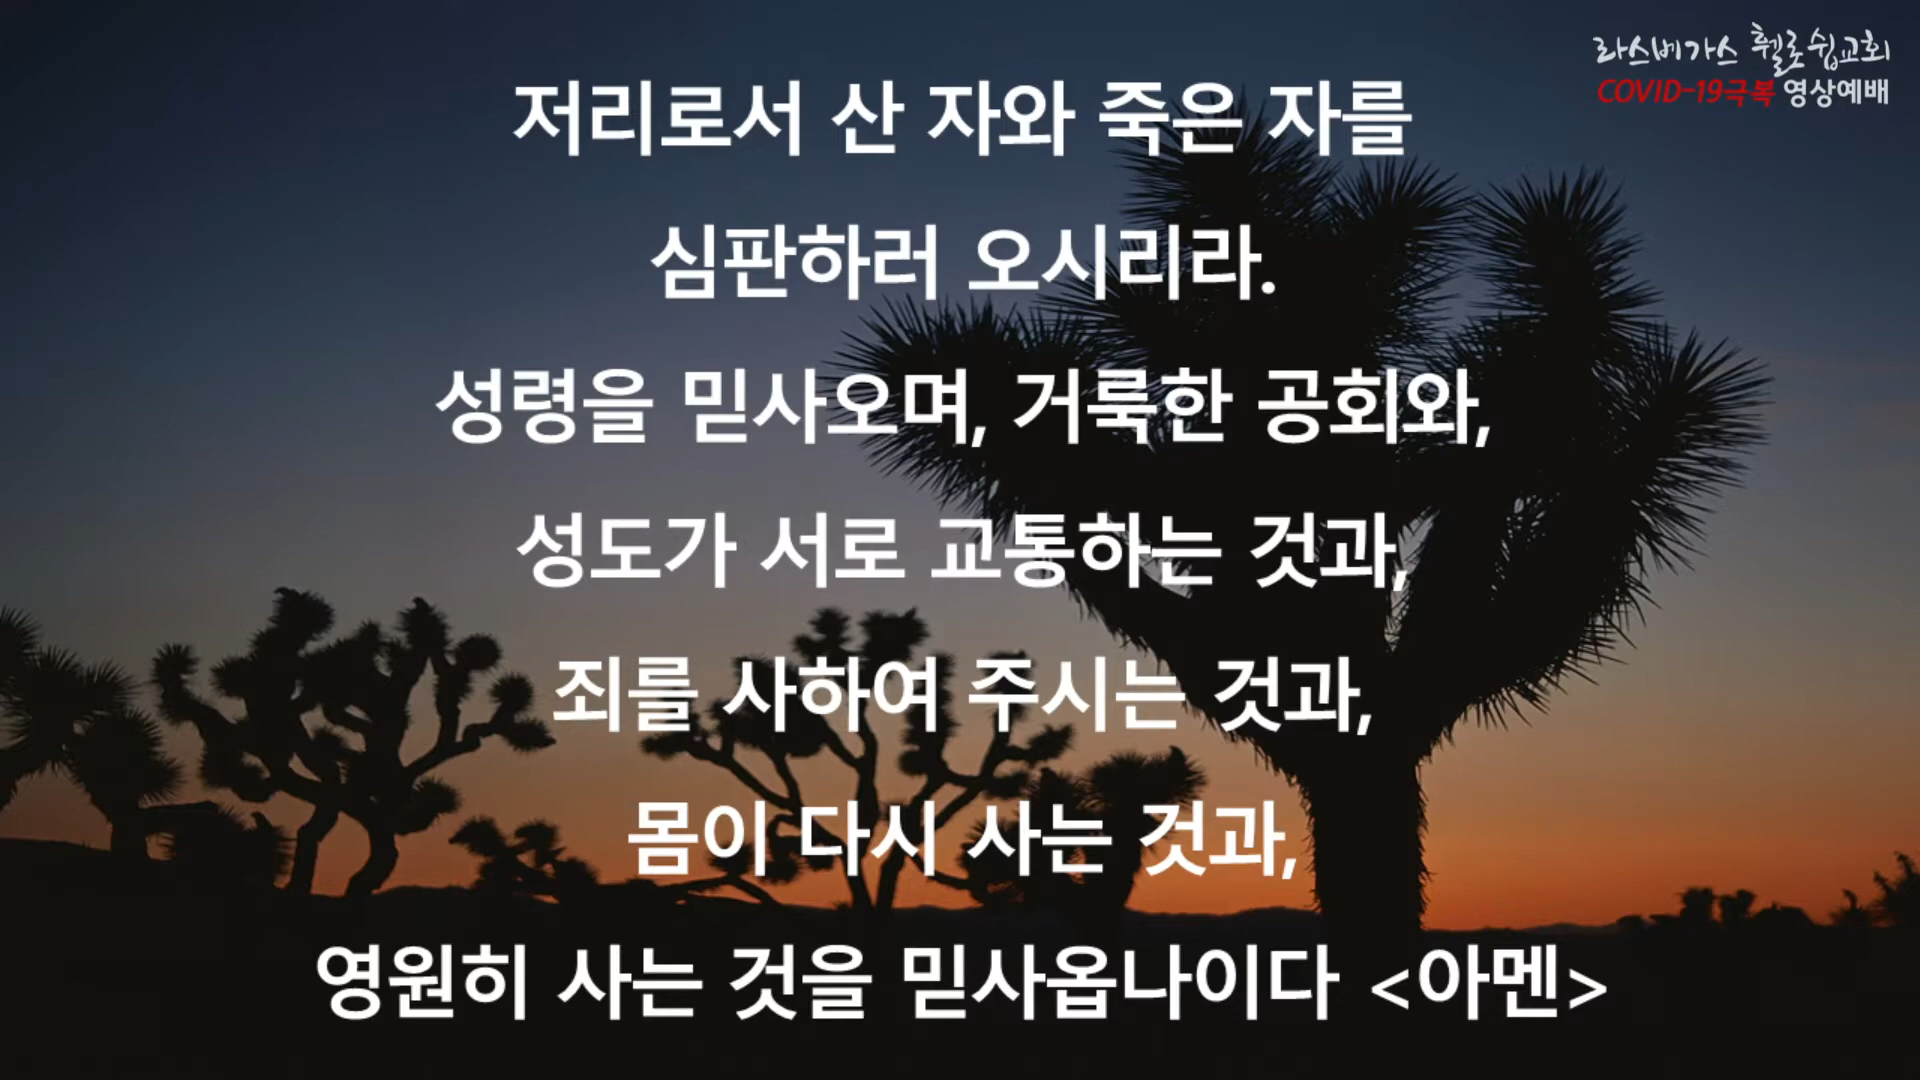 라스베가스 휄로쉽교회
COVID-19극복 영상예배
저리로서 산 자와 죽은 자를
심판하러 오시리라.
성령을 믿사오며, 거룩한 공회와,
성도가 서로 교통하는 것과,
죄를 사하여 주시는 것과,
몸이 다시 사는 것과,
영원히 사는 것을 믿사옵나이다 <아멘>